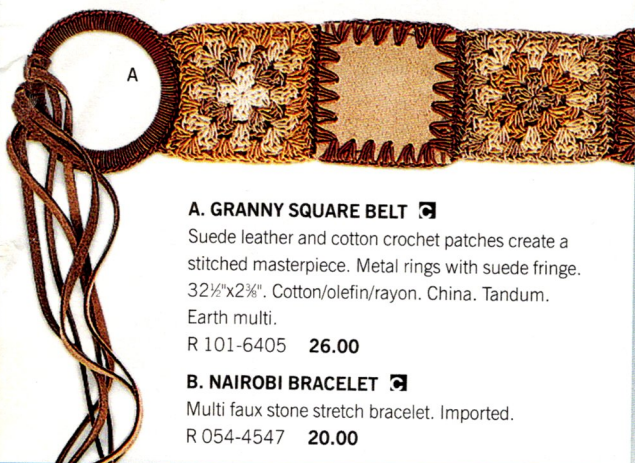 A
A. GRANNY SQUARE BELT C
Suede leather and cotton crochet patches create a
stitched masterpiece. Metal rings with suede fringe.
32½"x2⅜". Cotton/olefin/rayon. China. Tandum.
Earth multi.
R 101-6405 26.00
B. NAIROBI BRACELET C
Multi faux stone stretch bracelet. Imported.
R 054-4547 20.00